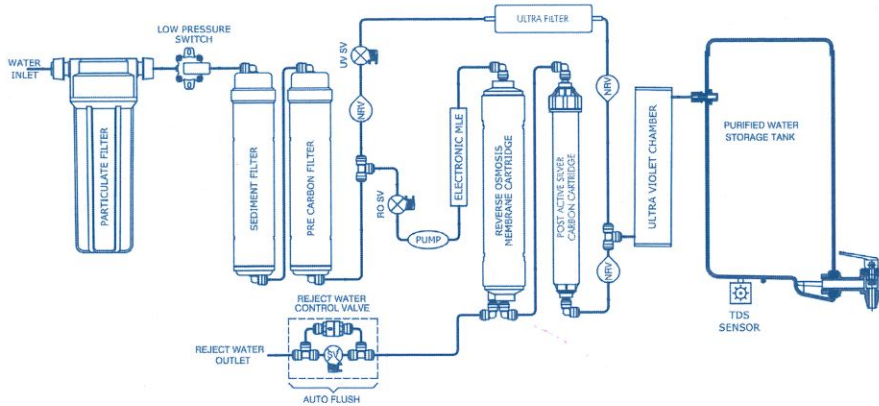 ULTRA FILTER
LOW PRESSURE
SWITCH
WATER
INLET
UV SV
NRV
NRV
PARTICULATE FILTER
SEDIMENT FILTER
PRE CARBON FILTER
RO SV
PUMP
ELECTRONIC MLE
REVERSE OSMOSIS
MEMBRANE CARTRIDGE
POST ACTIVE SILVER
CARBON CARTRIDGE
NRV
ULTRA VIOLET CHAMBER
PURIFIED WATER
STORAGE TANK
TDS
SENSOR
REJECT WATER
CONTROL VALVE
SV
REJECT WATER
OUTLET
AUTO FLUSH